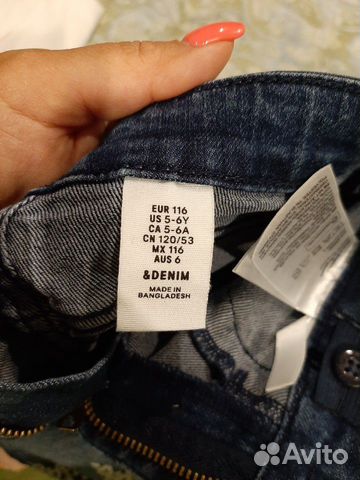 EUR 116
US 5-6Y
CA 5-6A
CN 120/53
MX 116
AUS 6
&DENIM
MADE IN
BANGLADESH
Avito